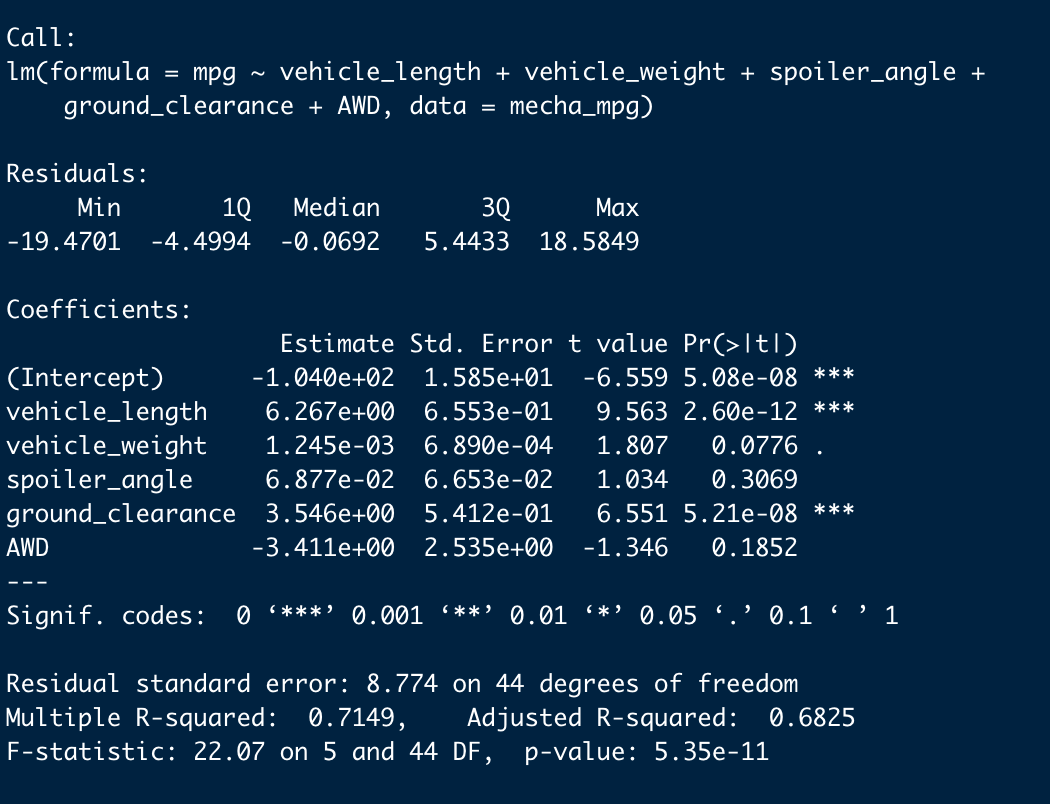 Call:
lm(formula = mpg ~ vehicle_length + vehicle_weight + spoiler_angle +
    ground_clearance + AWD, data = mecha_mpg)

Residuals:
     Min       1Q   Median       3Q      Max
-19.4701  -4.4994  -0.0692   5.4433  18.5849

Coefficients:
                   Estimate Std. Error t value Pr(>|t|)
(Intercept)      -1.040e+02  1.585e+01  -6.559 5.08e-08 ***
vehicle_length    6.267e+00  6.553e-01   9.563 2.60e-12 ***
vehicle_weight    1.245e-03  6.890e-04   1.807   0.0776 .
spoiler_angle     6.877e-02  6.653e-02   1.034   0.3069
ground_clearance  3.546e+00  5.412e-01   6.551 5.21e-08 ***
AWD              -3.411e+00  2.535e+00  -1.346   0.1852
---
Signif. codes:  0 ‘***’ 0.001 ‘**’ 0.01 ‘*’ 0.05 ‘.’ 0.1 ‘ ’ 1

Residual standard error: 8.774 on 44 degrees of freedom
Multiple R-squared:  0.7149,    Adjusted R-squared:  0.6825
F-statistic: 22.07 on 5 and 44 DF,  p-value: 5.35e-11